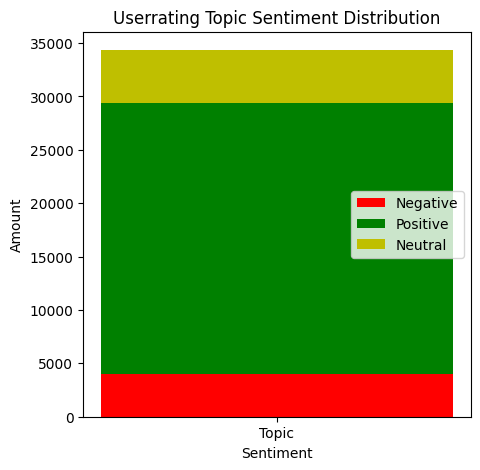 Userrating Topic Sentiment Distribution
35000
30000
25000
20000
15000
10000
5000
0
Amount
Negative
Positive
Neutral
Topic
Sentiment